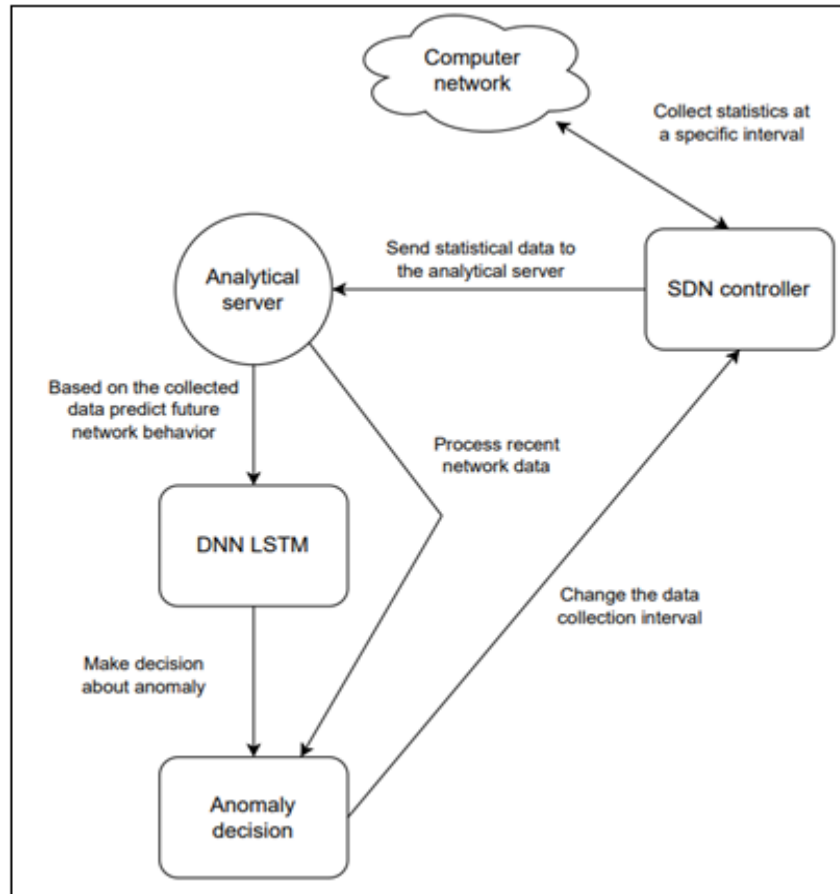 Computer
network
Collect statistics at
a specific interval
Send statistical data to
the analytical server
Analytical
server
SDN controller
Based on the collected
data predict future
network behavior
Process recent
network data
DNN LSTM
Change the data
collection interval
Make decision
about anomaly
Anomaly
decision